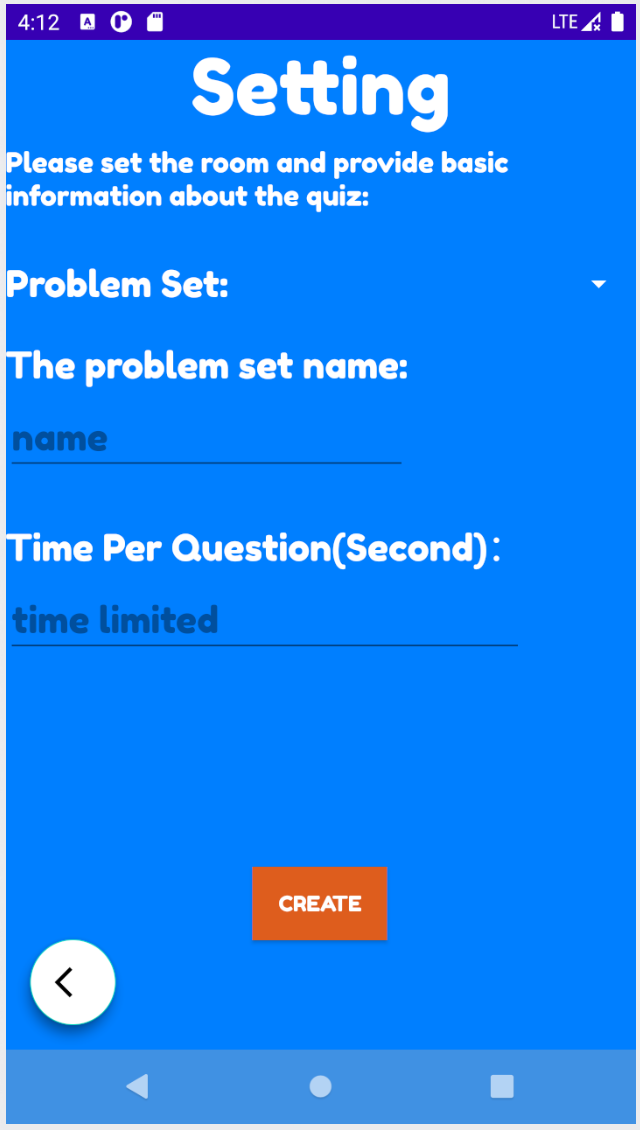 4:12 LTE
Setting
Please set the room and provide basic
information about the quiz:
Problem Set:
The problem set name:
name
Time Per Question(Second)：
time limited
CREATE